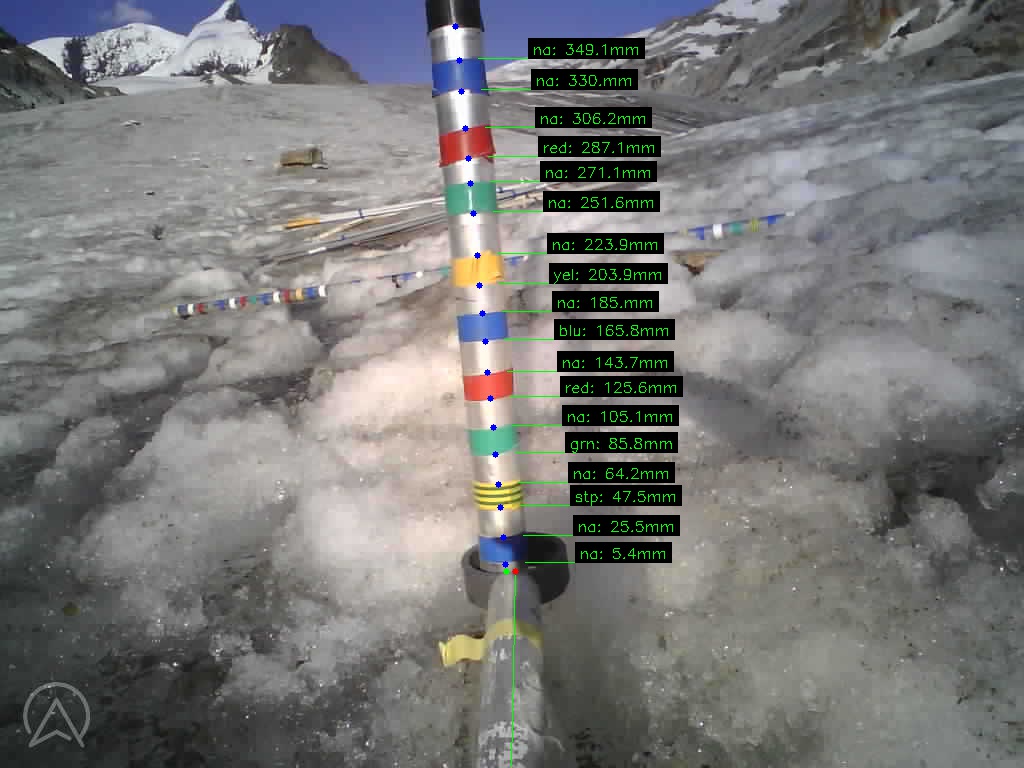 na: 349.1mm
na: 330.mm
na: 306.2mm
red: 287.1mm
na: 271.1mm
na: 251.6mm
na: 223.9mm
yel: 203.9mm
na: 185.mm
blu: 165.8mm
na: 143.7mm
red: 125.6mm
na: 105.1mm
grn: 85.8mm
na: 64.2mm
stp: 47.5mm
na: 25.5mm
na: 5.4mm